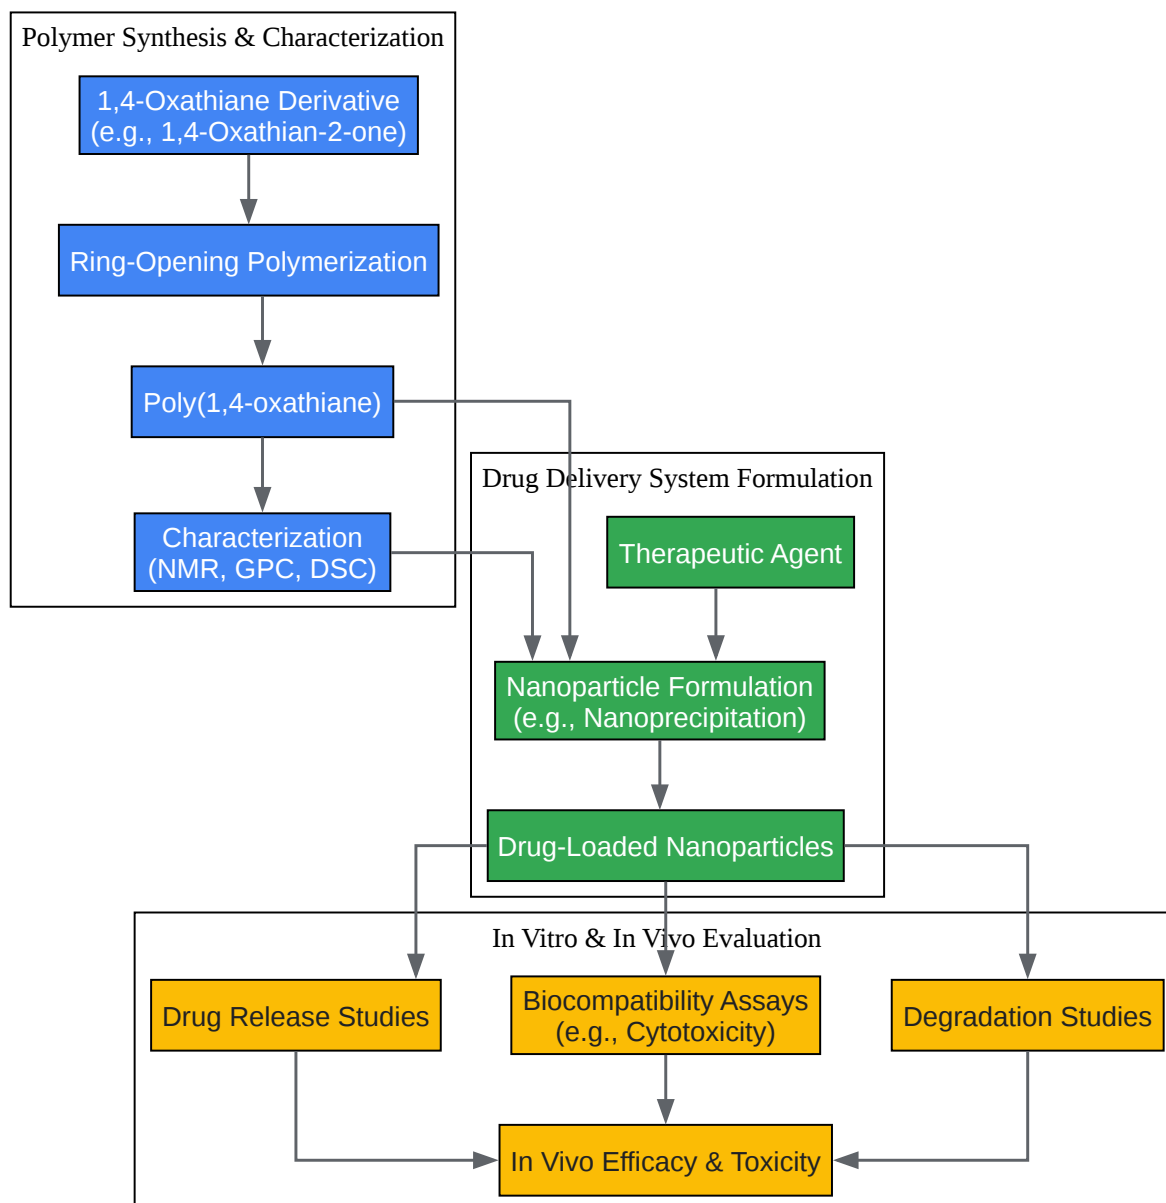 Polymer Synthesis & Characterization
1,4-Oxathiane Derivative
(e.g., 1,4-Oxathian-2-one)
Ring-Opening Polymerization
Poly(1,4-oxathiane)
Characterization
(NMR, GPC, DSC)
Drug Delivery System Formulation
Therapeutic Agent
Nanoparticle Formulation
(e.g., Nanoprecipitation)
Drug-Loaded Nanoparticles
In Vitro & In Vivo Evaluation
Drug Release Studies
Biocompatibility Assays
(e.g., Cytotoxicity)
Degradation Studies
In Vivo Efficacy & Toxicity